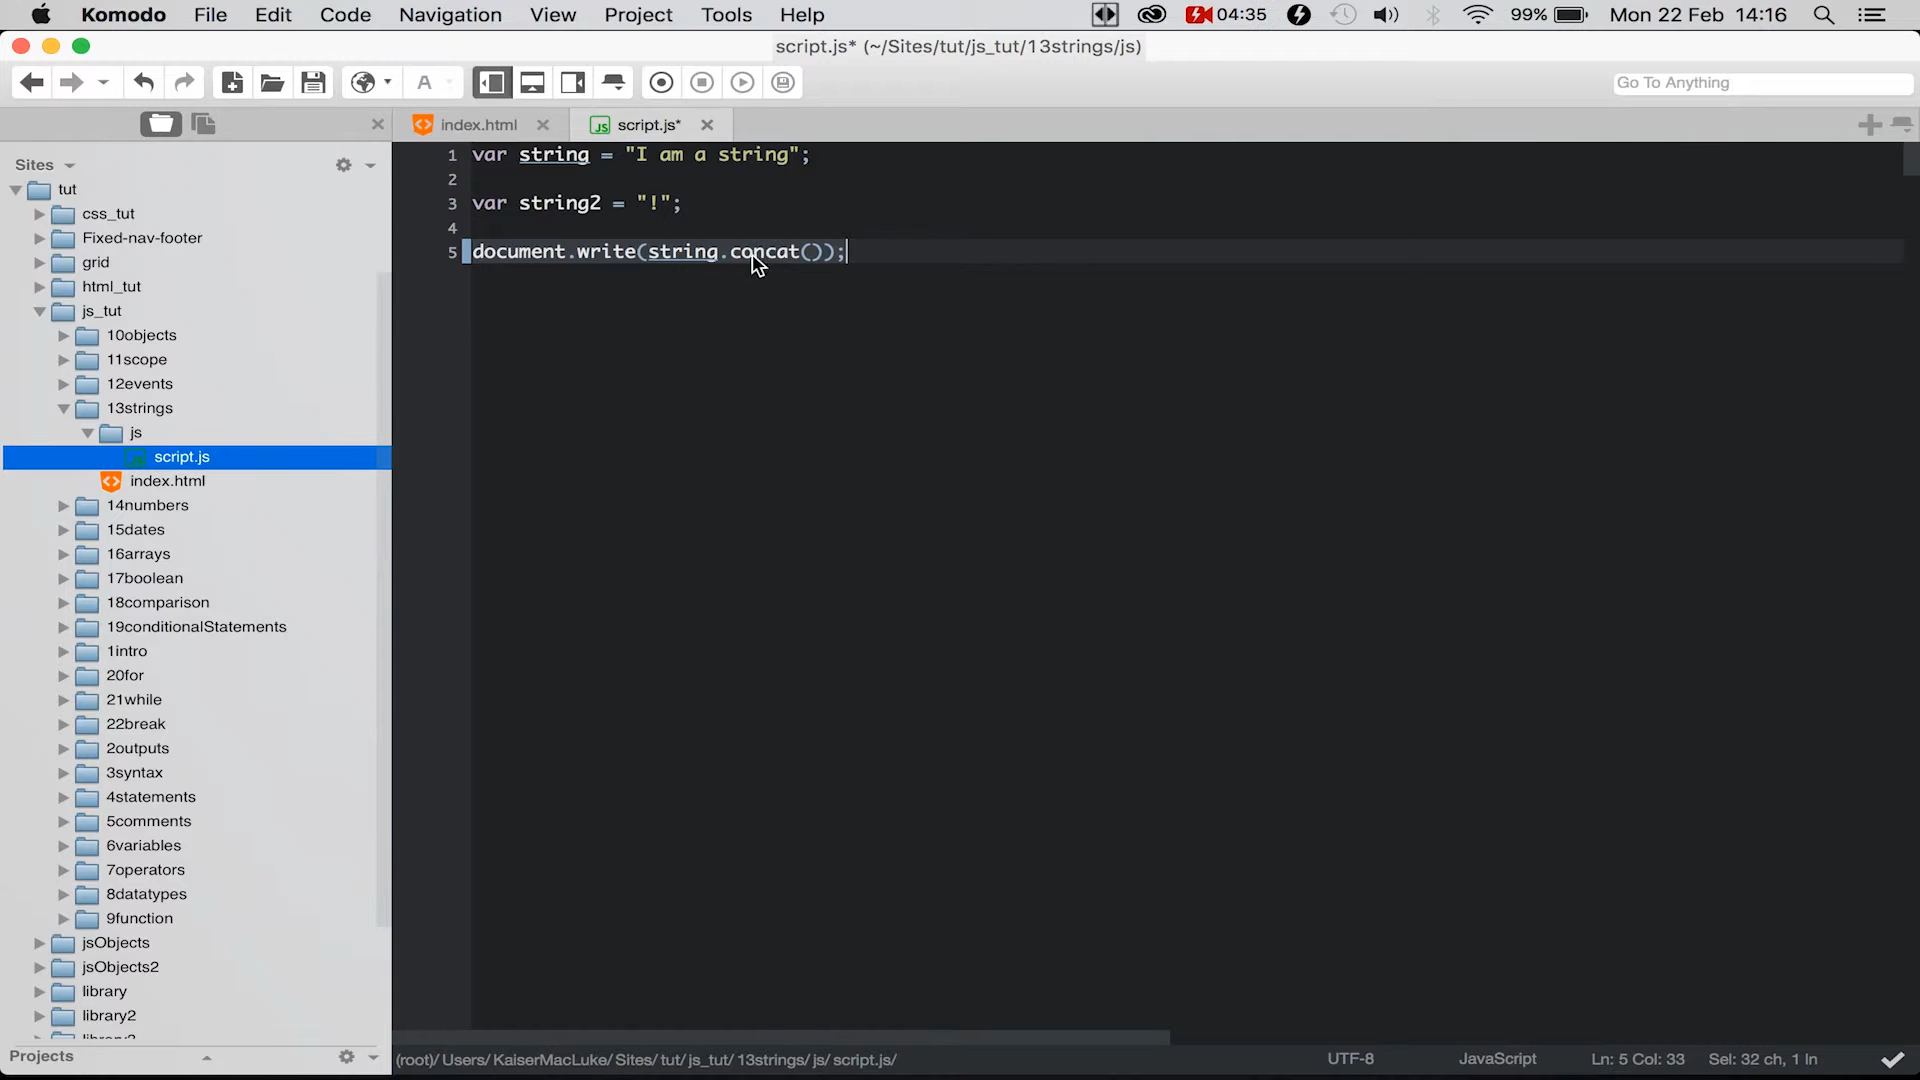 Komodo File Edit Code Navigation View Project Tools Help 04:35 99% Mon 22 Feb 14:16
script.js* (~/Sites/tut/js_tut/13strings/js)
A Go To Anything
index.html script.js*
Sites
tut
css_tut
Fixed-nav-footer
grid
html_tut
js_tut
10objects
11scope
12events
13strings
js
script.js
index.html
14numbers
15dates
16arrays
17boolean
18comparison
19conditionalStatements
1intro
20for
21while
22break
2outputs
3syntax
4statements
5comments
6variables
7operators
8datatypes
9function
jsObjects
jsObjects2
library
library2
Projects
1 var string = "I am a string";
2
3 var string2 = "!";
4
5 document.write(string.concat());
(root)/ Users/ KaiserMacLuke/ Sites/ tut/ js_tut/ 13strings/ js/ script.js/ UTF-8 JavaScript Ln: 5 Col: 33 Sel: 32 ch, 1 ln